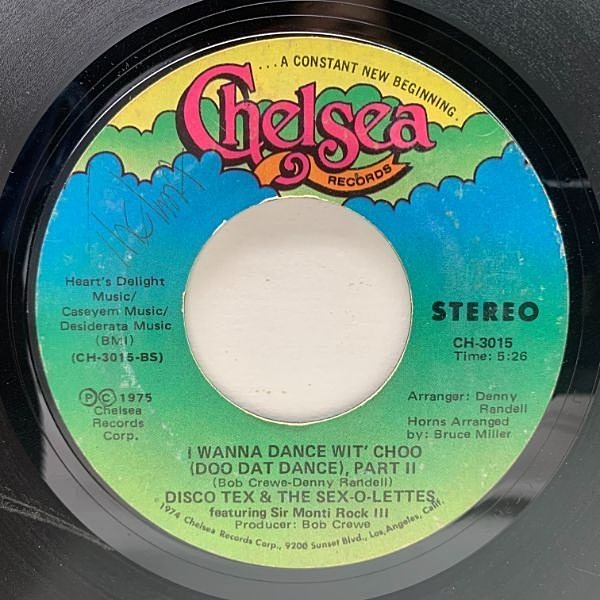 ...A CONSTANT NEW BEGINNING.
Chelsea
RECORDS
Thelma
Heart's Delight
Music/
Caseyem Music/
Desiderata Music
(BMI)
(CH-3015-BS)
Ⓟ© 1975
Chelsea
Records
Corp.
STEREO
CH-3015
Time: 5:26
Arranger: Denny
Randell
Horns Arranged
by: Bruce Miller
I WANNA DANCE WIT' CHOO
(DOO DAT DANCE), PART II
(Bob Crewe-Denny Randell)
DISCO TEX & THE SEX-O-LETTES
featuring Sir Monti Rock III
Producer: Bob Crewe
©1974 Chelsea Records Corp., 9200 Sunset Blvd., Los Angeles, Calif.